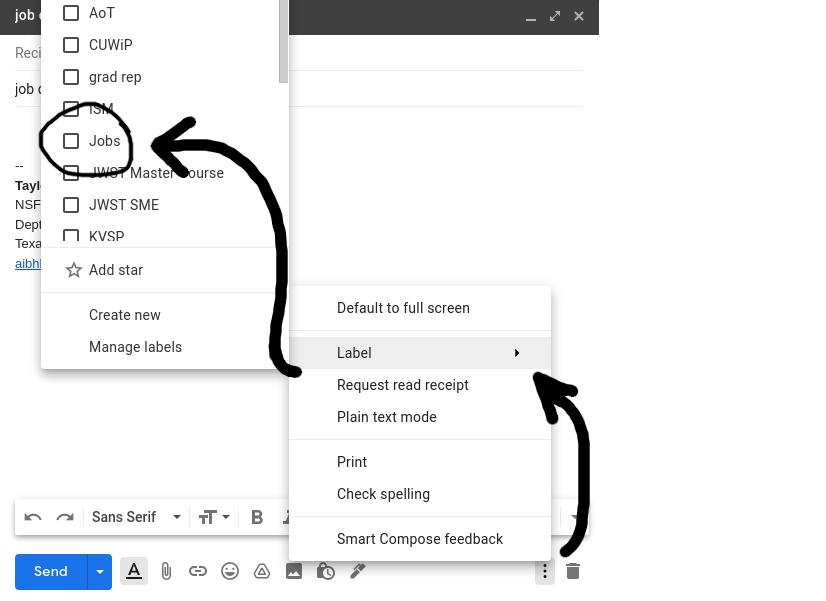 job
AoT
CUWiP
Reci
grad rep
job
ISM
Jobs
--
JWST Master Course
Tayl
NSF
JWST SME
Dept
KVSP
Texa
Add star
Create new
Manage labels
Default to full screen
Label
Request read receipt
Plain text mode
Print
Check spelling
Sans Serif
B
Smart Compose feedback
Send
A